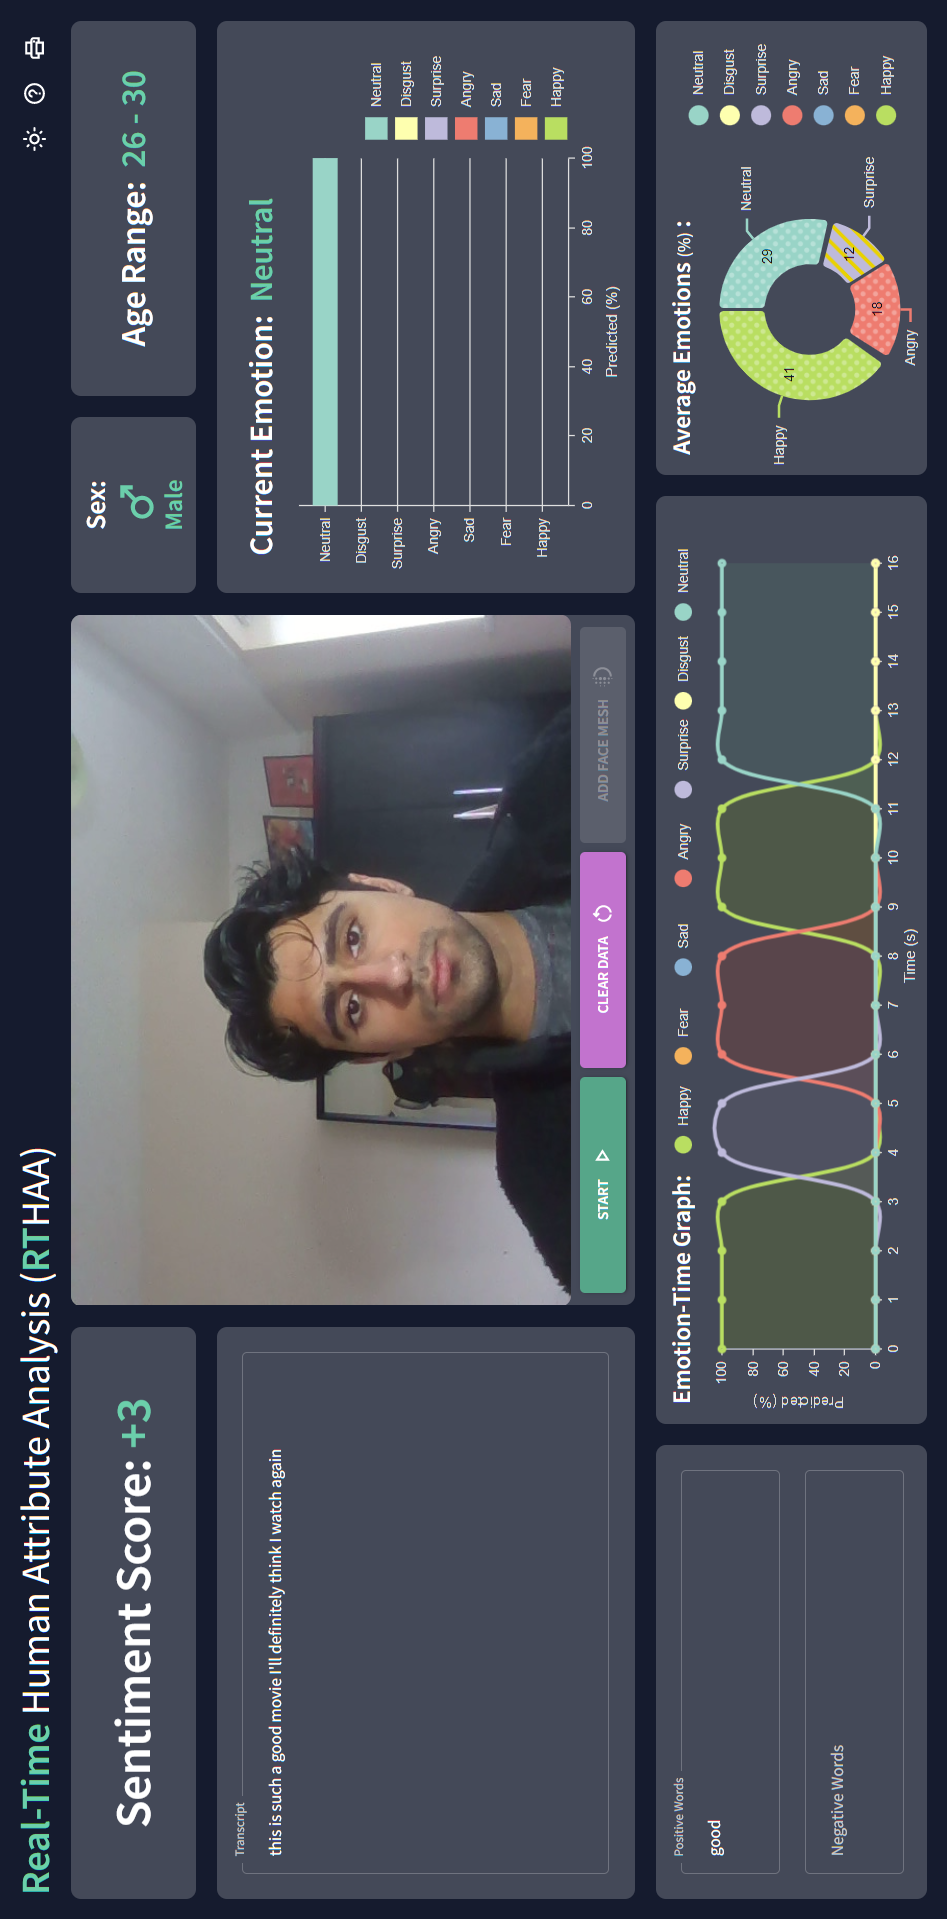 Real-Time Human Attribute Analysis (RTHAA)
Sentiment Score: +3
Transcript
this is such a good movie I'll definitely think I watch again
Positive Words
good
Negative Words
START
CLEAR DATA
ADD FACE MESH
Sex:
Male
Age Range: 26 - 30
Current Emotion: Neutral
Neutral
Disgust
Surprise
Angry
Sad
Fear
Happy
0 20 40 60 80 100
Predicted (%)
Neutral
Disgust
Surprise
Angry
Sad
Fear
Happy
Emotion-Time Graph:
Happy Fear Sad Angry Surprise Disgust Neutral
Predicted (%)
100
80
60
40
20
0
0 1 2 3 4 5 6 7 8 9 10 11 12 13 14 15 16
Time (s)
Average Emotions (%) :
Happy
41
Neutral
29
12
Surprise
18
Angry
Neutral
Disgust
Surprise
Angry
Sad
Fear
Happy